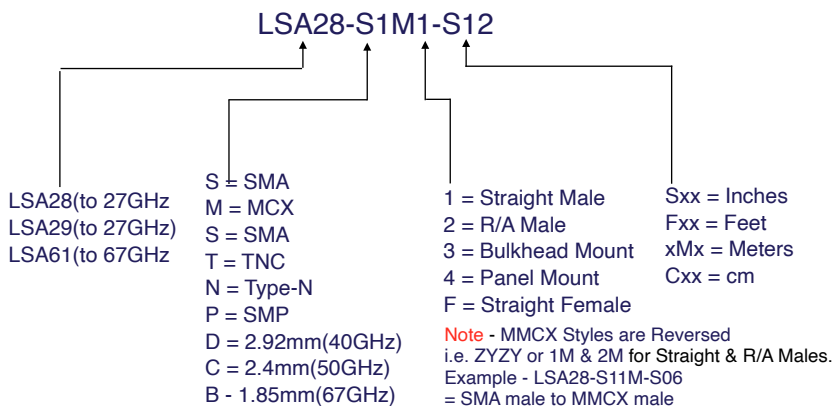 LSA28-S1M1-S12
LSA28(to 27GHz
LSA29(to 27GHz)
LSA61(to 67GHz
S = SMA
M = MCX
S = SMA
T = TNC
N = Type-N
P = SMP
D = 2.92mm(40GHz)
C = 2.4mm(50GHz)
B - 1.85mm(67GHz)
1 = Straight Male
2 = R/A Male
3 = Bulkhead Mount
4 = Panel Mount
F = Straight Female
Note - MMCX Styles are Reversed
i.e. ZYZY or 1M & 2M for Straight & R/A Males.
Example - LSA28-S11M-S06
= SMA male to MMCX male
Sxx = Inches
Fxx = Feet
xMx = Meters
Cxx = cm